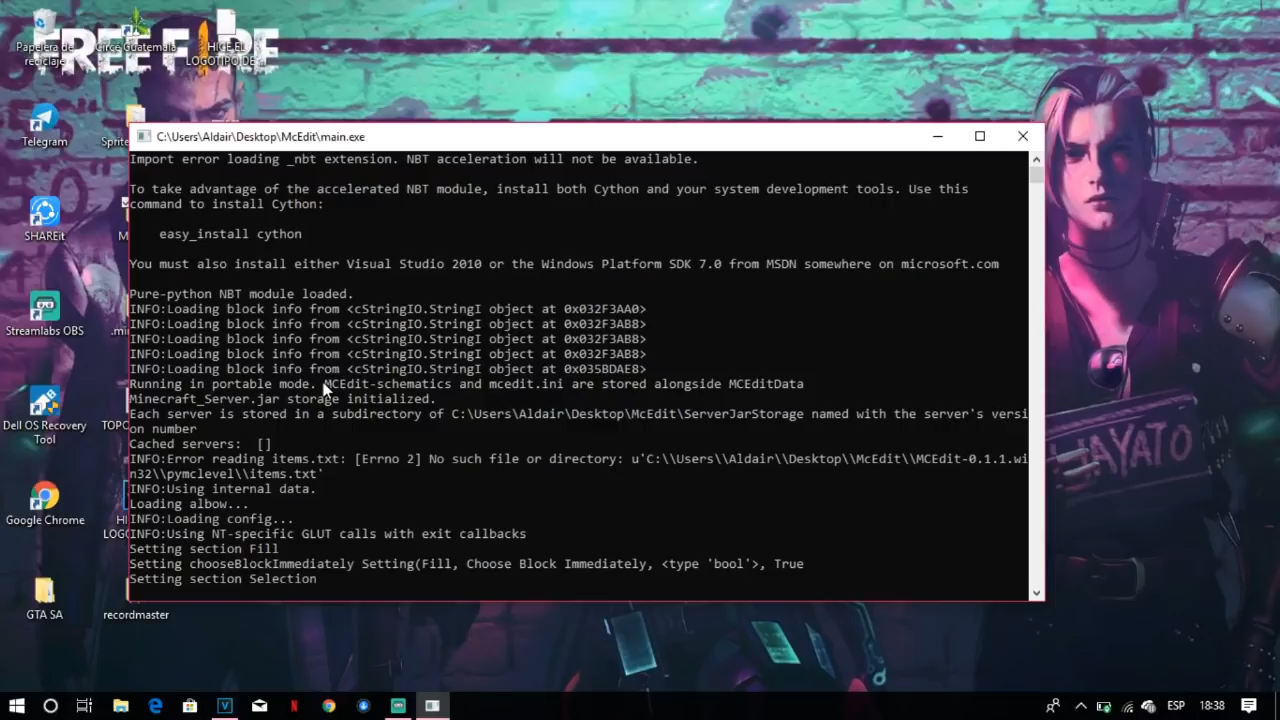 FREE FIRE
Papelera de
reciclaje
Circe Guatemala
HICE EL
LOGOTIPO DE
Telegram
Sprite
SHAREit
M
Streamlabs OBS
.mi
Dell OS Recovery
Tool
TOPO
Google Chrome
HI
LOGO
GTA SA
recordmaster
C:\Users\Aldair\Desktop\McEdit\main.exe
Import error loading _nbt extension. NBT acceleration will not be available.
To take advantage of the accelerated NBT module, install both Cython and your system development tools. Use this
command to install Cython:
easy_install cython
You must also install either Visual Studio 2010 or the Windows Platform SDK 7.0 from MSDN somewhere on microsoft.com
Pure-python NBT module loaded.
INFO:Loading block info from <cStringIO.StringI object at 0x032F3AA0>
INFO:Loading block info from <cStringIO.StringI object at 0x032F3AB8>
INFO:Loading block info from <cStringIO.StringI object at 0x032F3AB8>
INFO:Loading block info from <cStringIO.StringI object at 0x032F3AB8>
INFO:Loading block info from <cStringIO.StringI object at 0x035BDAE8>
Running in portable mode. MCEdit-schematics and mcedit.ini are stored alongside MCEditData
Minecraft_Server.jar storage initialized.
Each server is stored in a subdirectory of C:\Users\Aldair\Desktop\McEdit\ServerJarStorage named with the server's versi
on number
Cached servers:  []
INFO:Error reading items.txt: [Errno 2] No such file or directory: u'C:\\Users\\Aldair\\Desktop\\McEdit\\MCEdit-0.1.1.wi
n32\\pymclevel\\items.txt'
INFO:Using internal data.
Loading albow...
INFO:Loading config...
INFO:Using NT-specific GLUT calls with exit callbacks
Setting section Fill
Setting chooseBlockImmediately Setting(Fill, Choose Block Immediately, <type 'bool'>, True
Setting section Selection
HAYATO
ESP
18:38